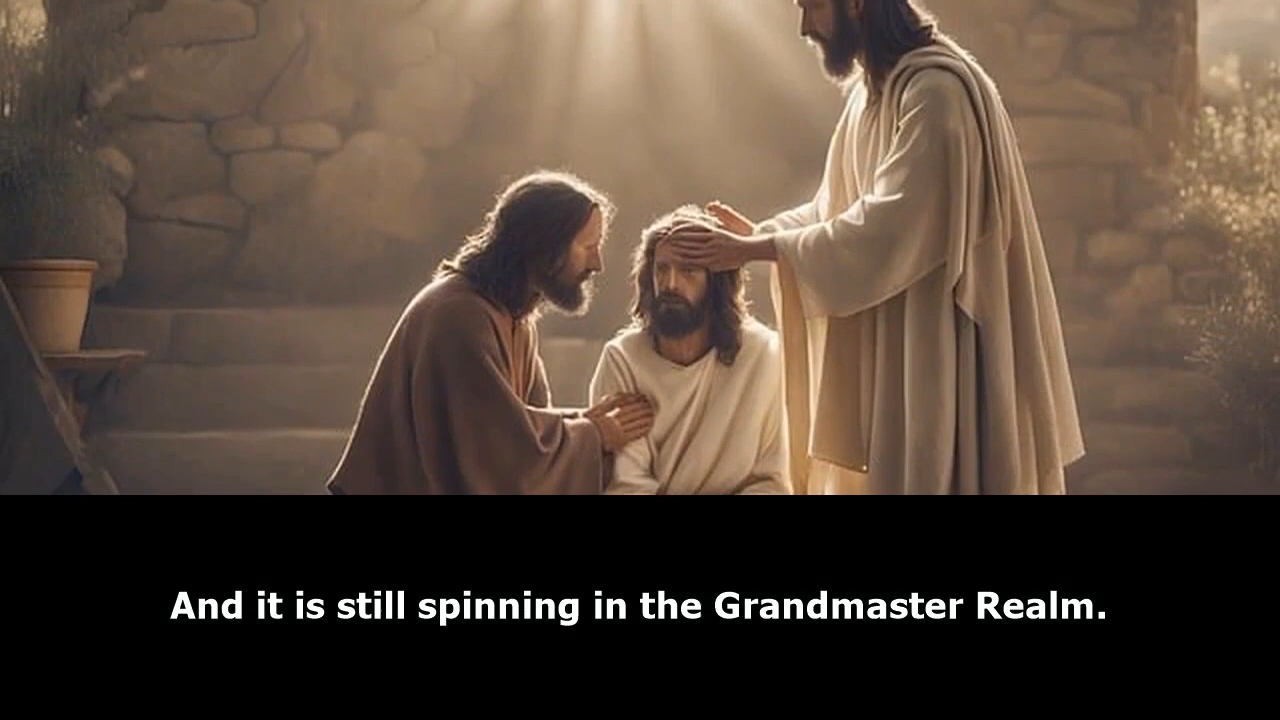 And it is still spinning in the Grandmaster Realm.